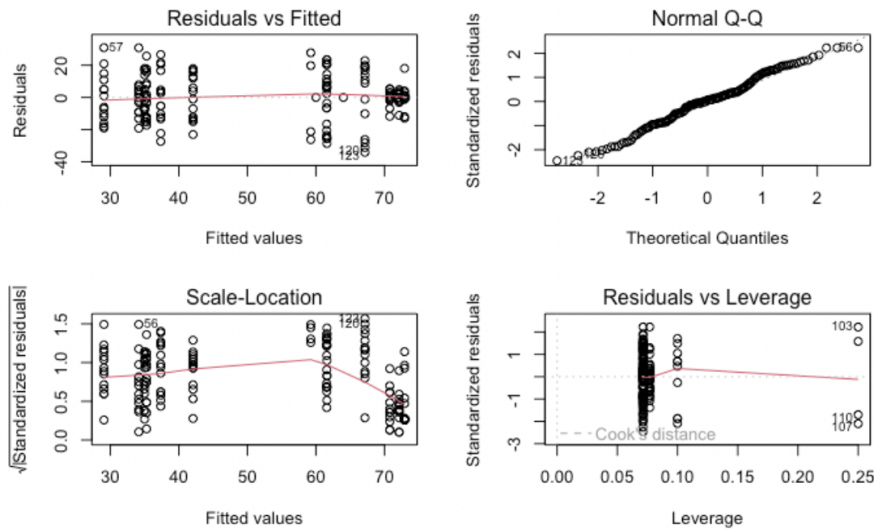 Residuals vs Fitted
Residuals
20
0
-40
57
120
123
30 40 50 60 70
Fitted values
Normal Q-Q
Standardized residuals
2
1
0
-2
56
123
-2 -1 0 1 2
Theoretical Quantiles
Scale-Location
√|Standardized residuals|
1.5
1.0
0.5
0.0
56
123
120
30 40 50 60 70
Fitted values
Residuals vs Leverage
Standardized residuals
1
-1
-3
103
110
107
Cook's distance
0.00 0.05 0.10 0.15 0.20 0.25
Leverage